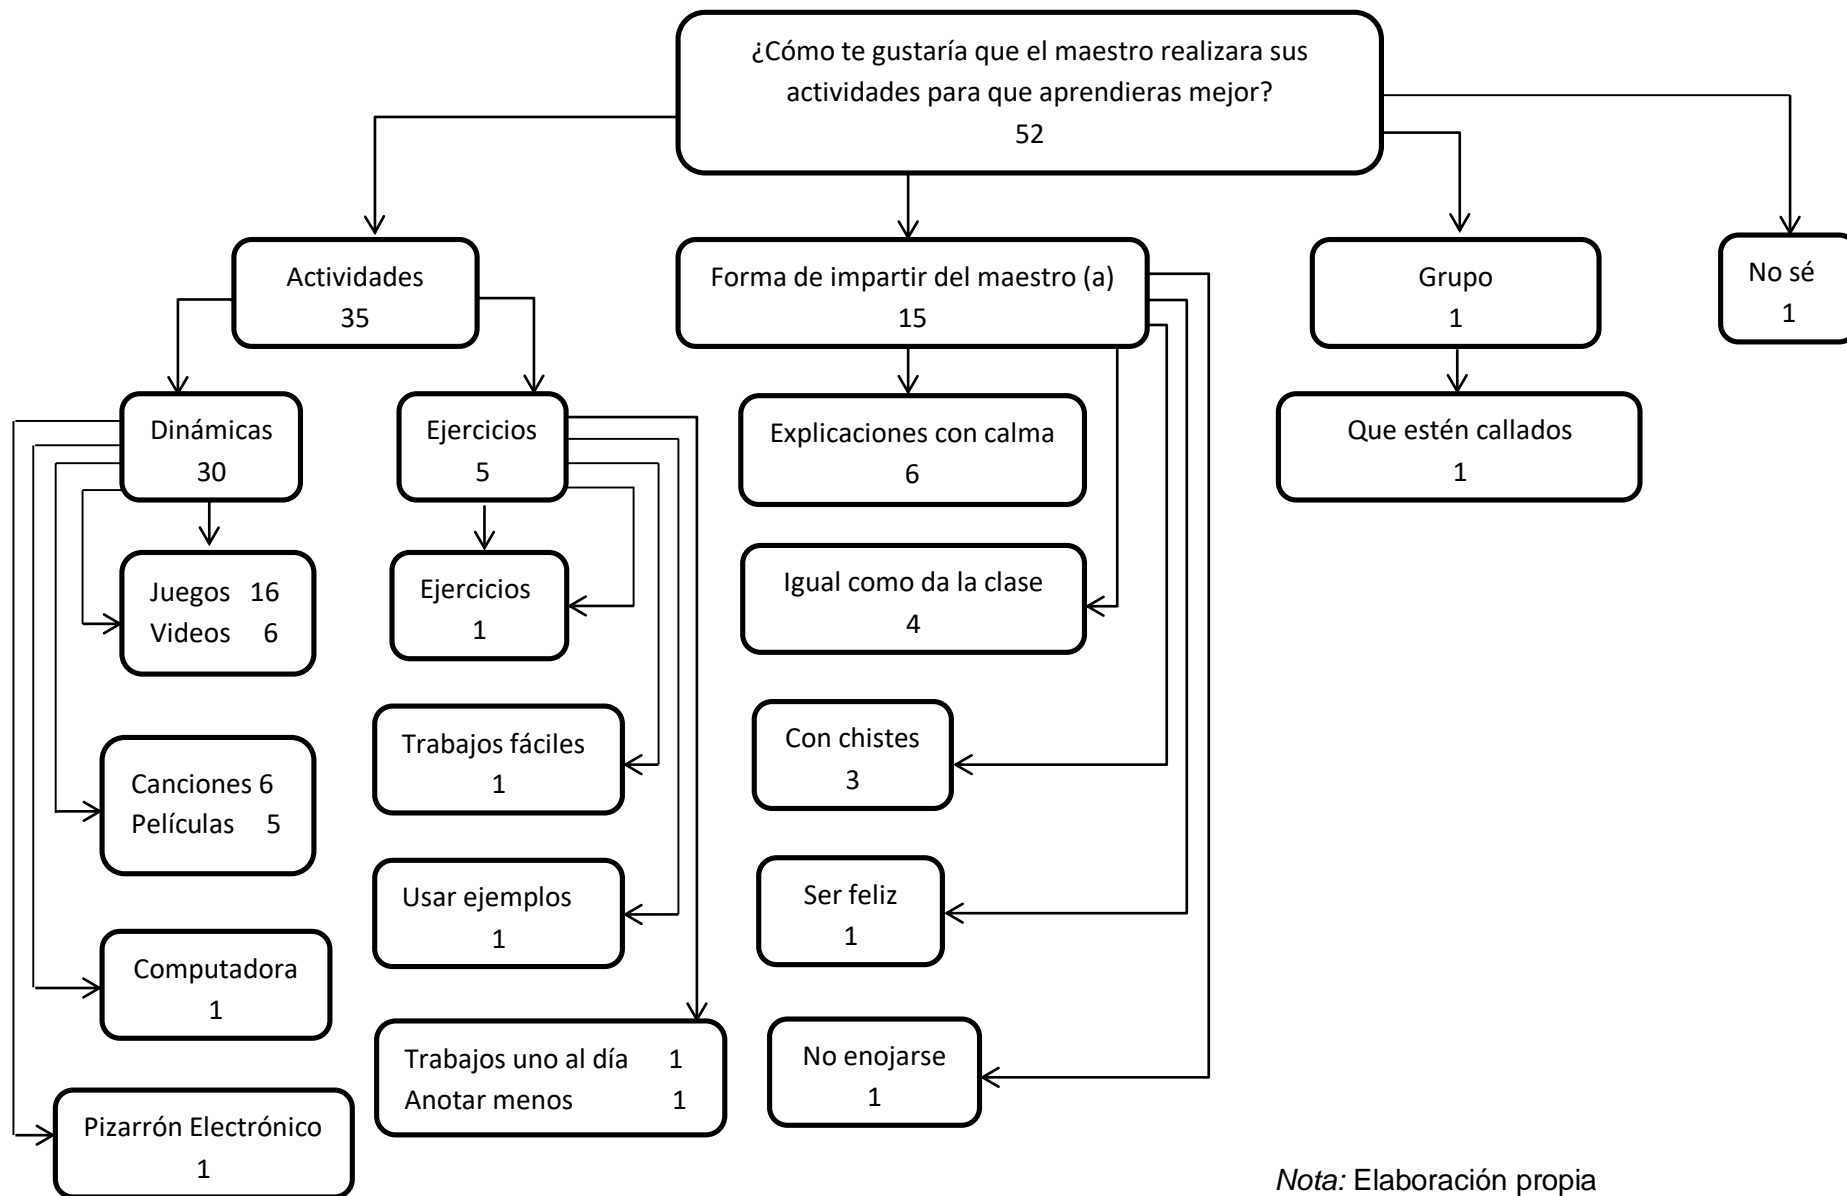 ¿Cómo te gustaría que el maestro realizara sus
actividades para que aprendieras mejor?
52
Actividades
35
Forma de impartir del maestro (a)
15
Grupo
1
No sé
1
Dinámicas
30
Ejercicios
5
Explicaciones con calma
6
Que estén callados
1
Juegos 16
Videos 6
Ejercicios
1
Igual como da la clase
4
Canciones 6
Películas 5
Trabajos fáciles
1
Con chistes
3
Usar ejemplos
1
Ser feliz
1
Computadora
1
Trabajos uno al día 1
Anotar menos 1
No enojarse
1
Pizarrón Electrónico
1
Nota: Elaboración propia